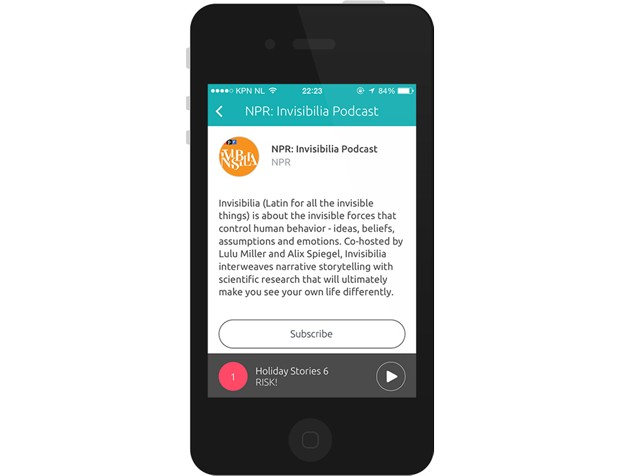 KPN NL 22:23 84%
NPR: Invisibilia Podcast
NPR: Invisibilia Podcast
NPR
Invisibilia (Latin for all the invisible
things) is about the invisible forces that
control human behavior - ideas, beliefs,
assumptions and emotions. Co-hosted by
Lulu Miller and Alix Spiegel, Invisibilia
interweaves narrative storytelling with
scientific research that will ultimately
make you see your own life differently.
Subscribe
1
Holiday Stories 6
RISK!